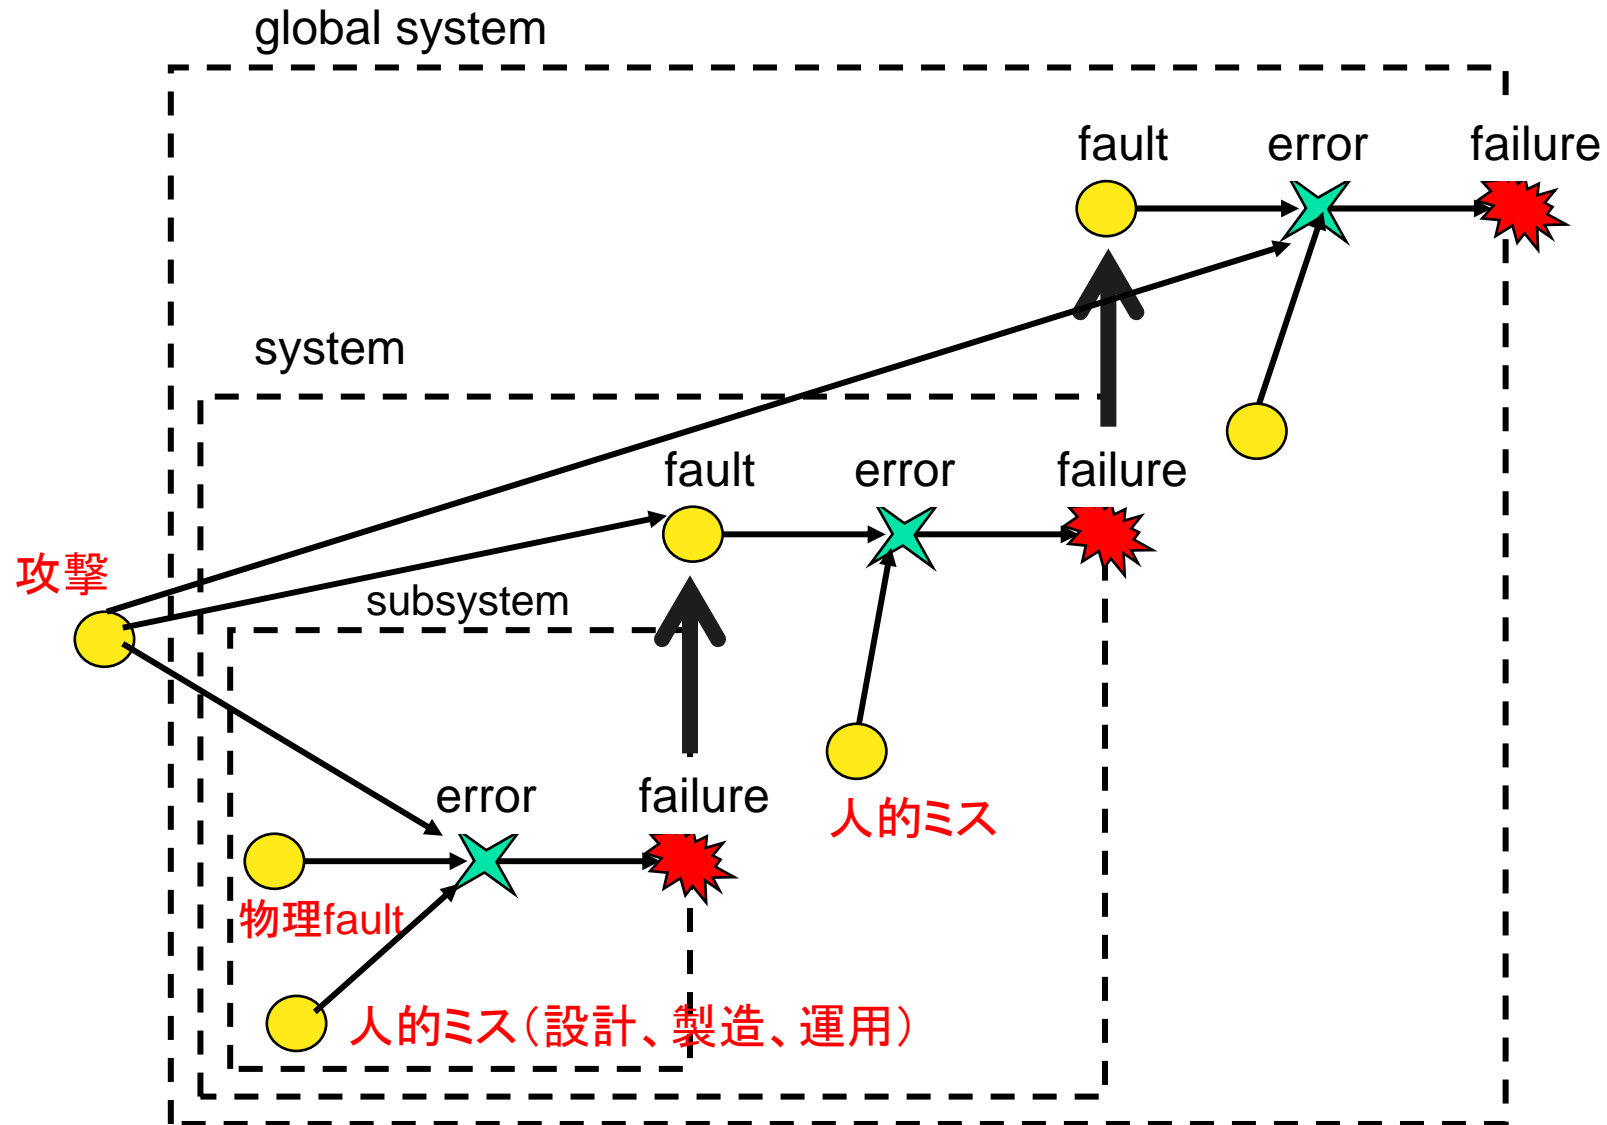 global system
fault error failure
system
fault error failure
攻撃
subsystem
error failure
人的ミス
物理fault
人的ミス（設計、製造、運用）